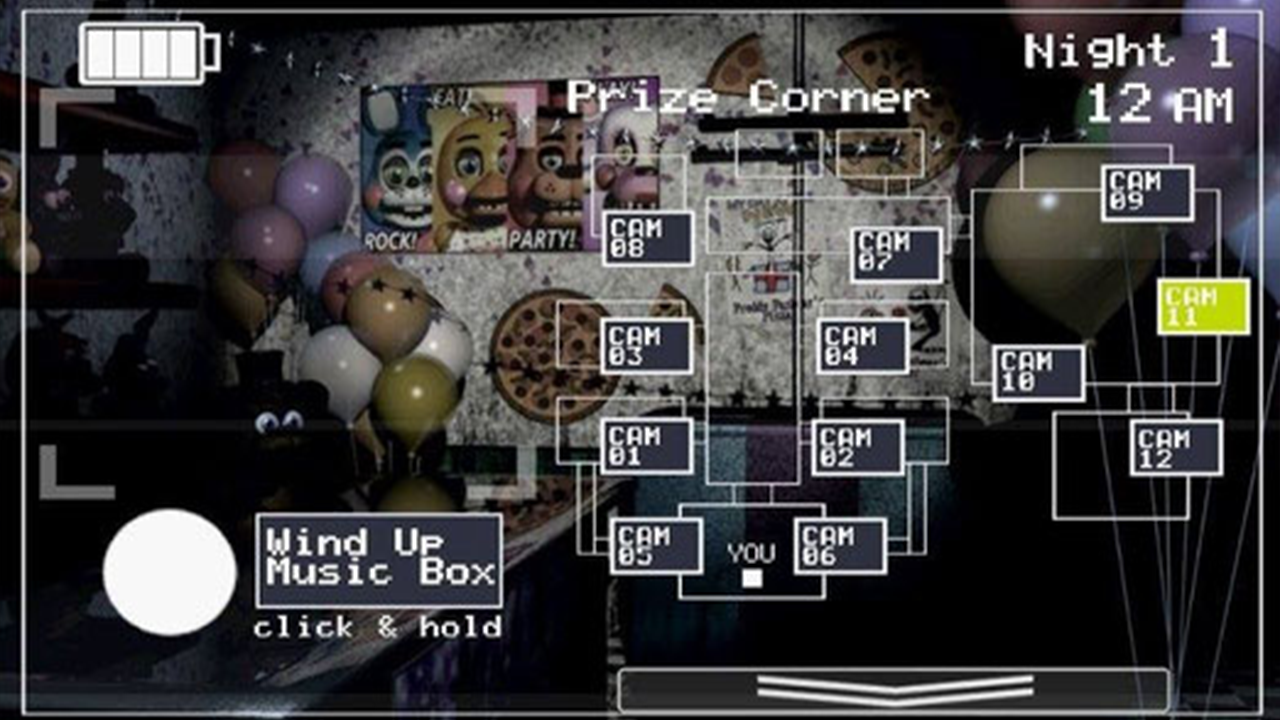 Night 1
12 AM
Prize Corner
EAT!
ROCK!
PARTY!
CAM
09
CAM
08
CAM
07
CAM
11
CAM
03
CAM
04
CAM
10
CAM
01
CAM
02
CAM
12
CAM
05
YOU
CAM
06
Wind Up
Music Box
click & hold